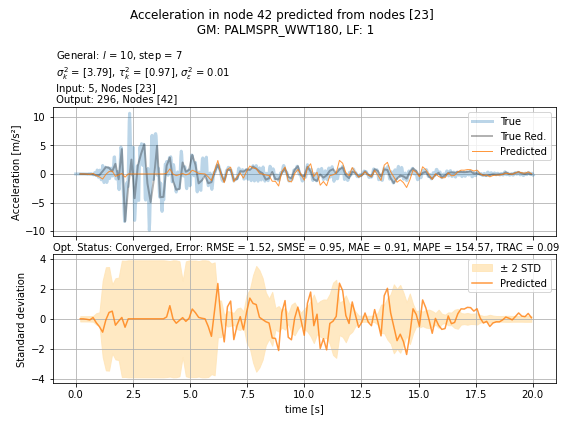 Acceleration in node 42 predicted from nodes [23]
GM: PALMSPR_WWT180, LF: 1
General: l = 10, step = 7
σ²ₖ = [3.79], τ²ₖ = [0.97], σ²ε = 0.01
Input: 5, Nodes [23]
Output: 296, Nodes [42]
Acceleration [m/s²]
10
5
0
−5
−10
True
True Red.
Predicted
Opt. Status: Converged, Error: RMSE = 1.52, SMSE = 0.95, MAE = 0.91, MAPE = 154.57, TRAC = 0.09
Standard deviation
4
2
0
−2
−4
± 2 STD
Predicted
0.0 2.5 5.0 7.5 10.0 12.5 15.0 17.5 20.0
time [s]